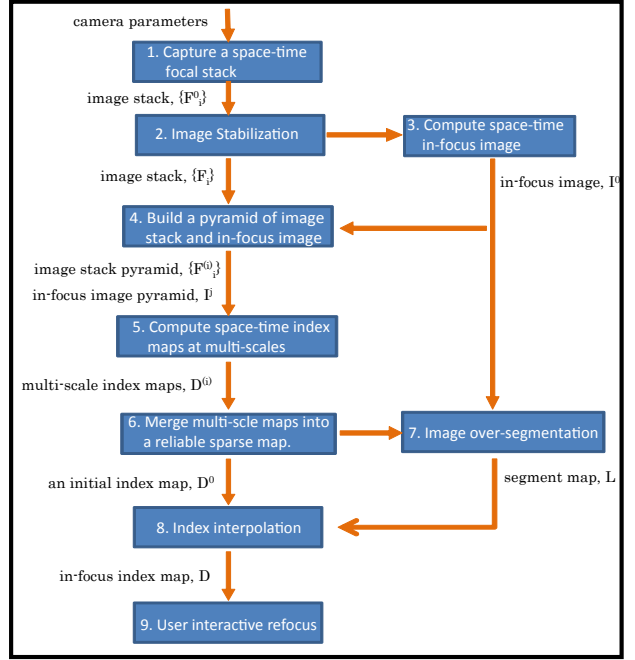 camera parameters
1. Capture a space-time
focal stack
image stack, {F⁰ᵢ}
2. Image Stabilization
3. Compute space-time
in-focus image
image stack, {Fᵢ}
in-focus image, I⁰
4. Build a pyramid of image
stack and in-focus image
image stack pyramid, {F⁽ⁱ⁾ᵢ}
in-focus image pyramid, Iʲ
5. Compute space-time index
maps at multi-scales
multi-scale index maps, D⁽ⁱ⁾
6. Merge multi-scle maps into
a reliable sparse map.
7. Image over-segmentation
an initial index map, D⁰
segment map, L
8. Index interpolation
in-focus index map, D
9. User interactive refocus